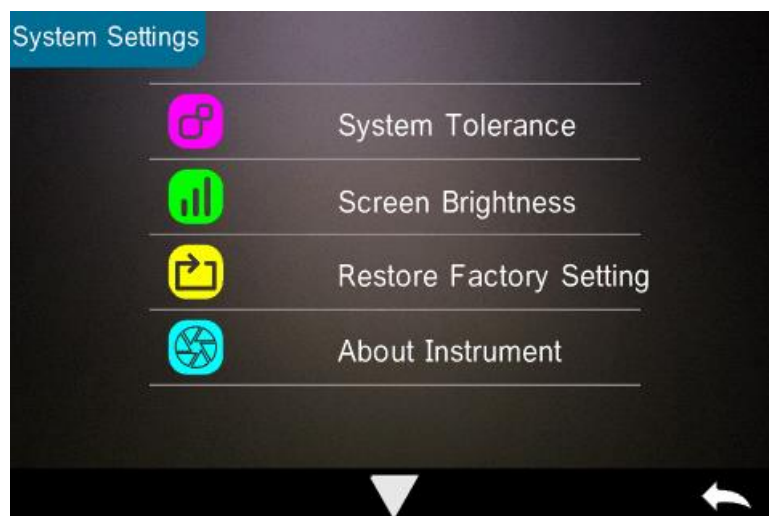 System Settings
System Tolerance
Screen Brightness
Restore Factory Setting
About Instrument